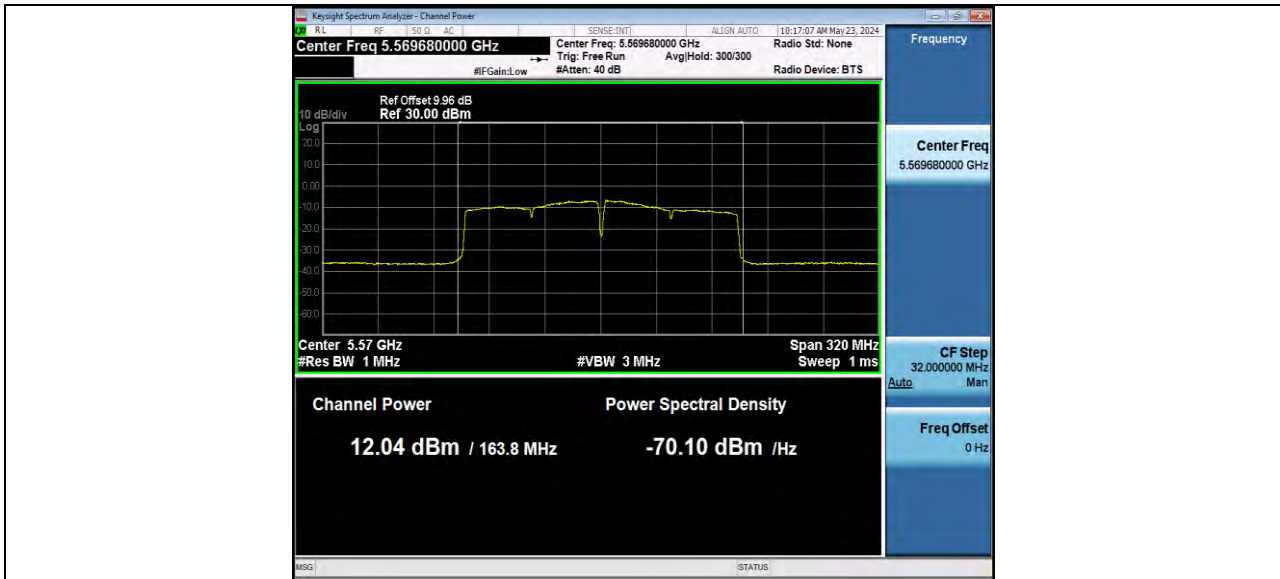 Keysight Spectrum Analyzer - Channel Power
RL RF 50 Ω AC SENSE:INT ALIGN AUTO 10:17:07 AM May 23, 2024
Center Freq 5.569680000 GHz
#IFGain:Low
Center Freq: 5.569680000 GHz
Trig: Free Run Avg|Hold: 300/300
#Atten: 40 dB
Radio Std: None
Radio Device: BTS
Ref Offset 9.96 dB
10 dB/div Ref 30.00 dBm
Log
20.0
10.0
0.00
-10.0
-20.0
-30.0
-40.0
-50.0
-60.0
Center 5.57 GHz Span 320 MHz
#Res BW 1 MHz #VBW 3 MHz Sweep 1 ms
Channel Power Power Spectral Density
12.04 dBm / 163.8 MHz -70.10 dBm /Hz
MSG STATUS
Frequency
Center Freq
5.569680000 GHz
CF Step
32.000000 MHz
Auto Man
Freq Offset
0 Hz